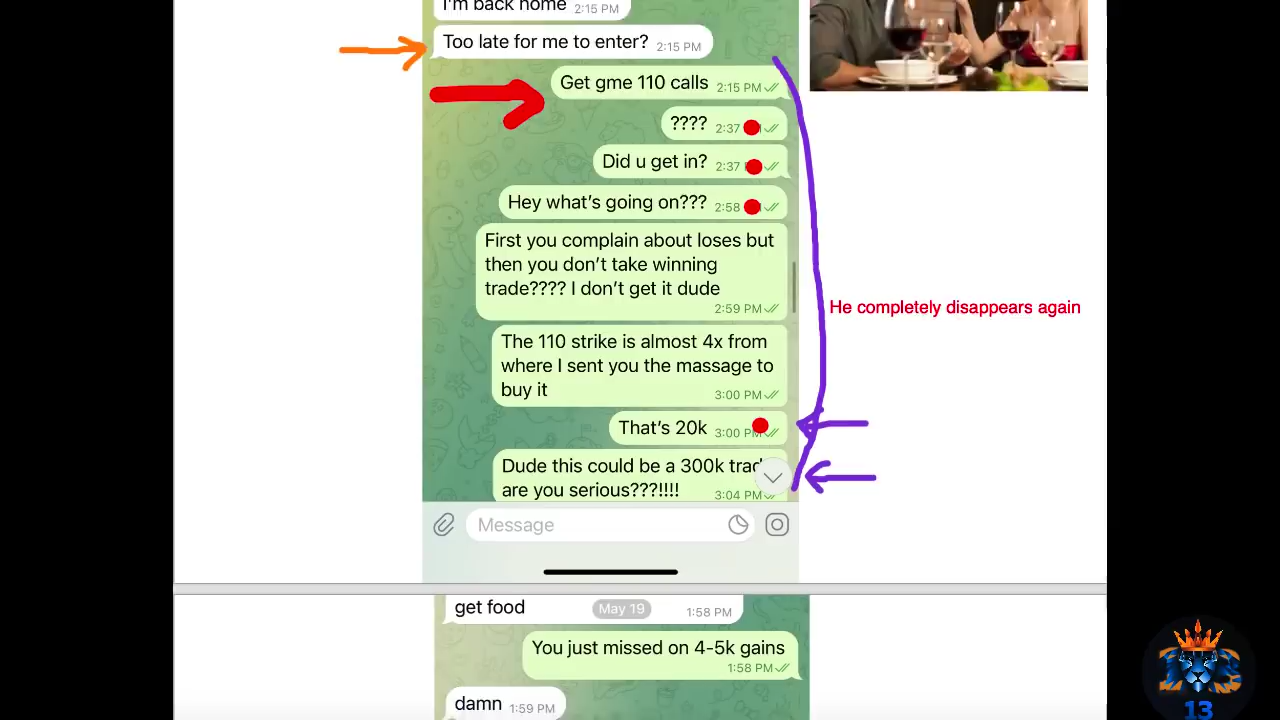 I'm back home 2:15 PM
Too late for me to enter? 2:15 PM
Get gme 110 calls 2:15 PM
???? 2:37
Did u get in? 2:37
Hey what's going on??? 2:58
First you complain about loses but
then you don't take winning
trade???? I don't get it dude
2:59 PM
He completely disappears again
The 110 strike is almost 4x from
where I sent you the massage to
buy it
3:00 PM
That's 20k 3:00 PM
Dude this could be a 300k trad
are you serious???!!!!
3:04 PM
Message
get food 1:58 PM
May 19
You just missed on 4-5k gains
1:58 PM
damn 1:59 PM
13